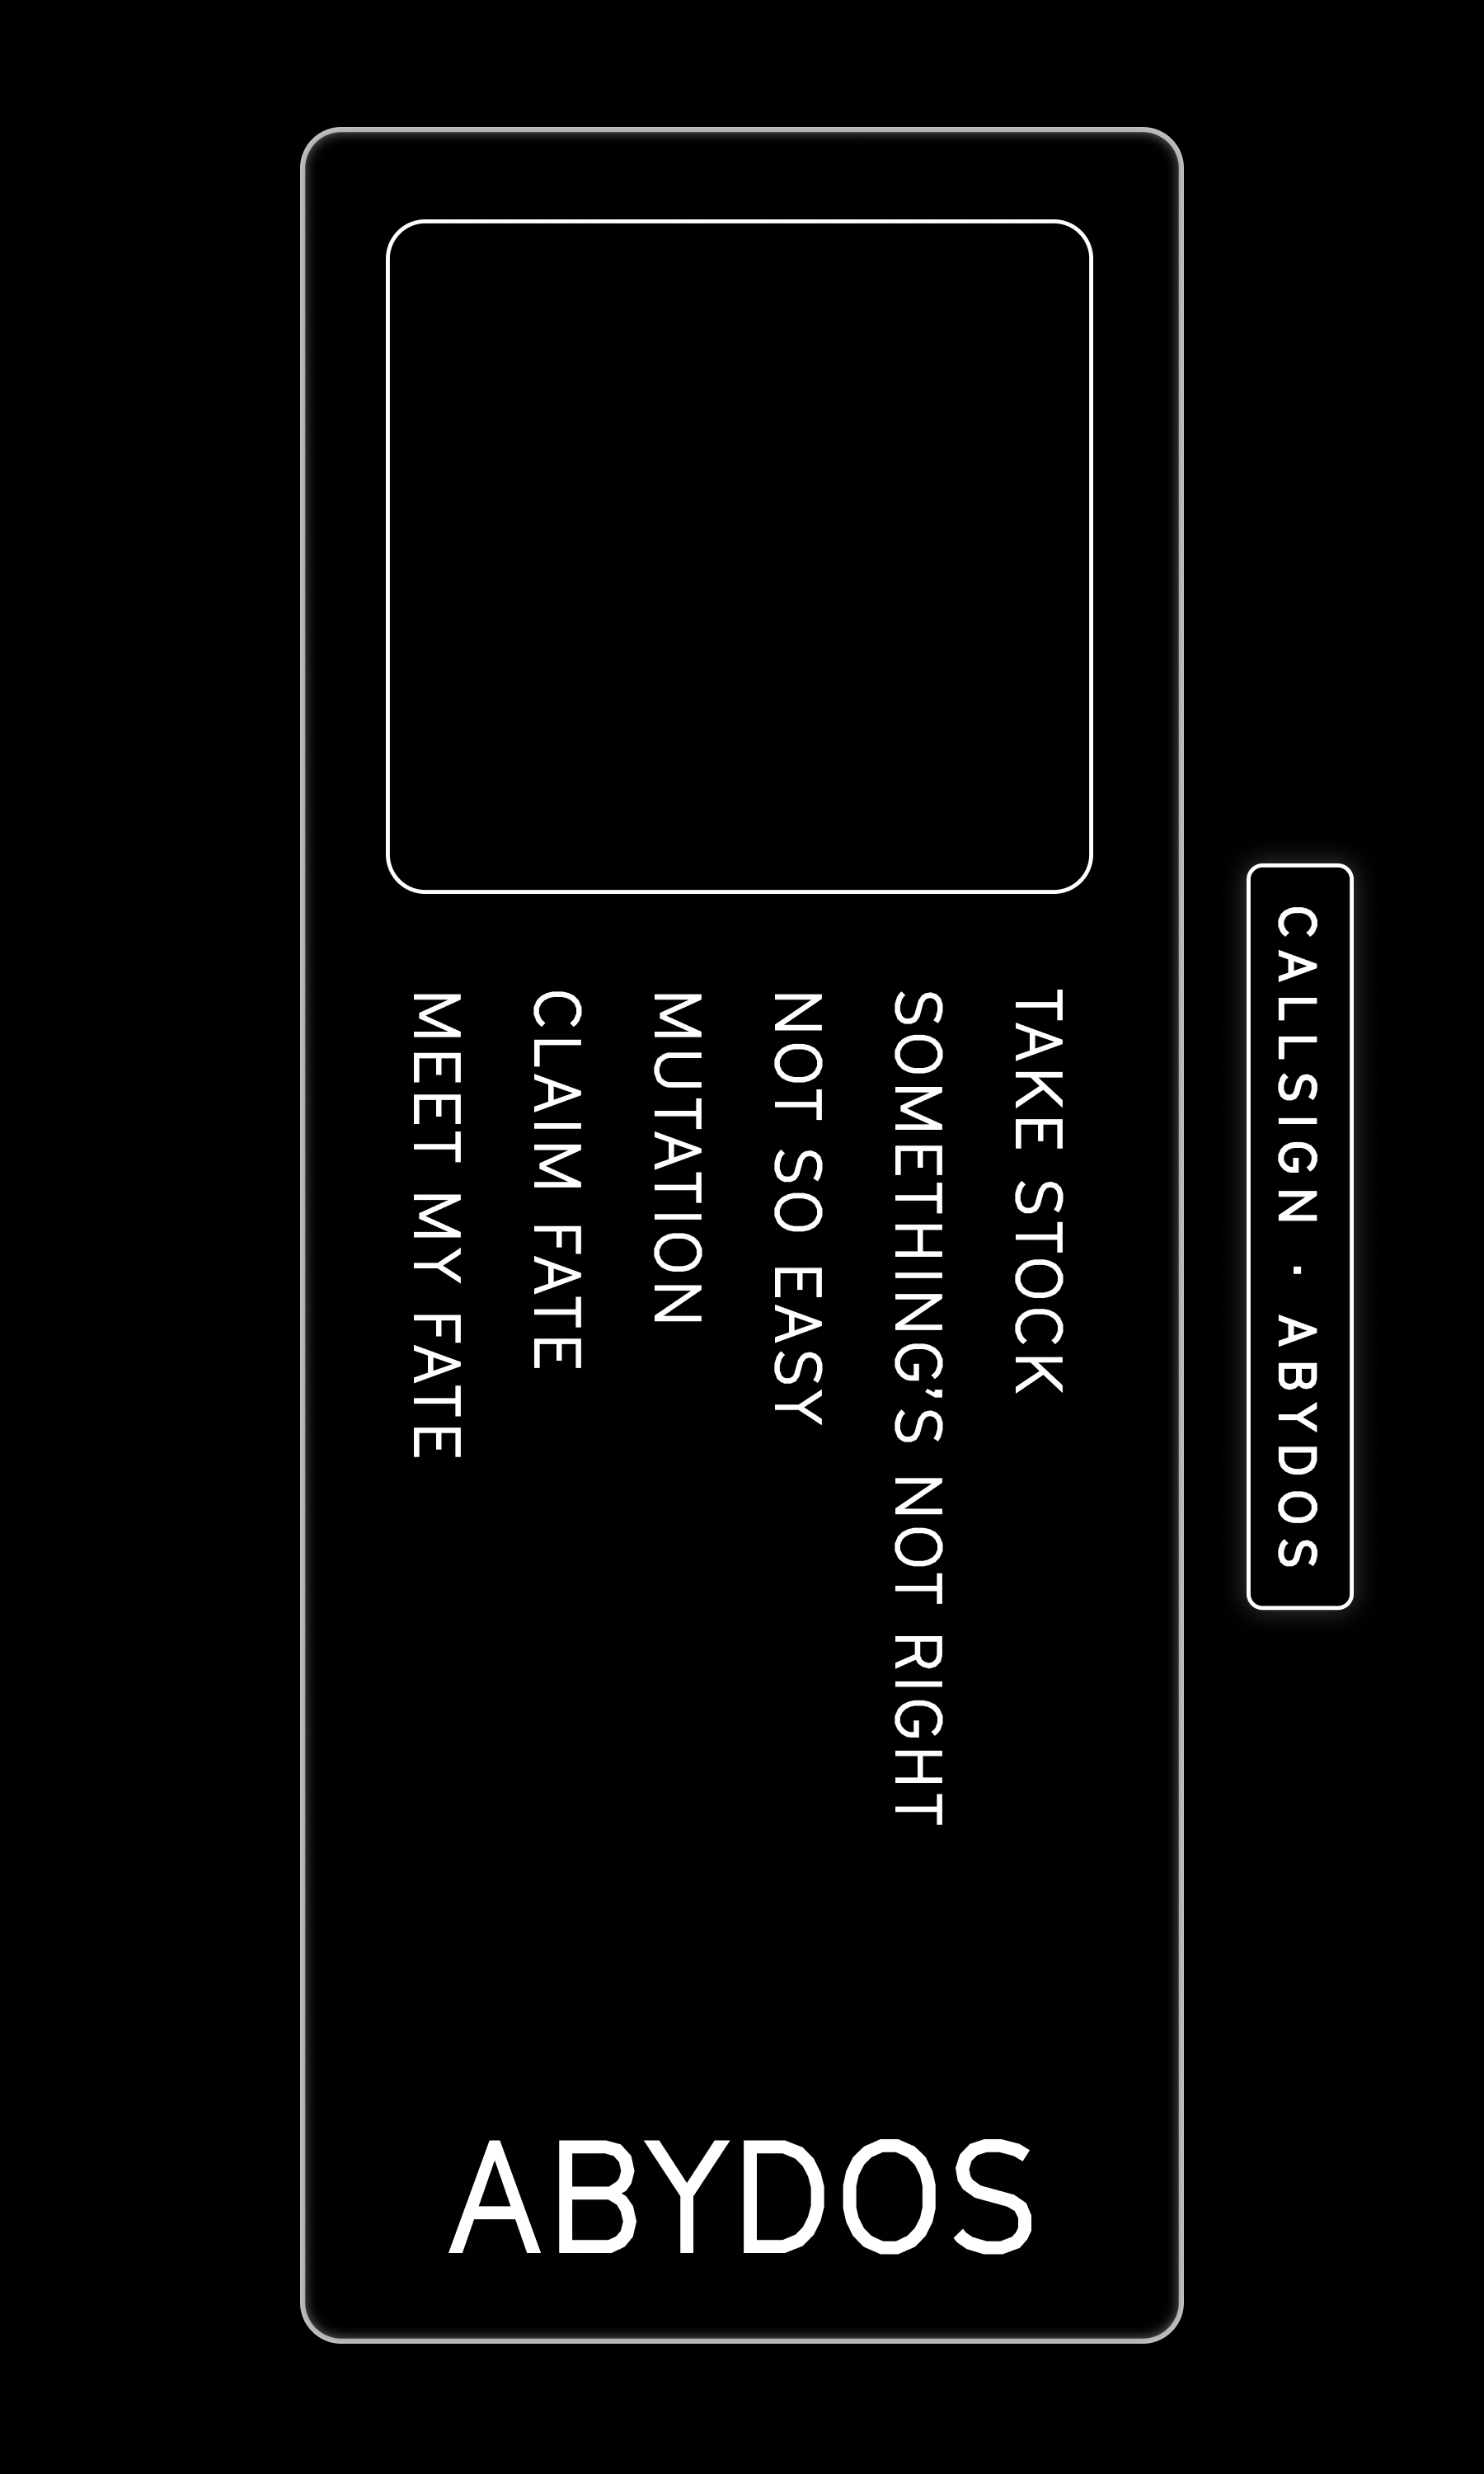 TAKE STOCK
SOMETHING'S NOT RIGHT
NOT SO EASY
MUTATION
CLAIM FATE
MEET MY FATE
ABYDOS
CALLSIGN · ABYDOS